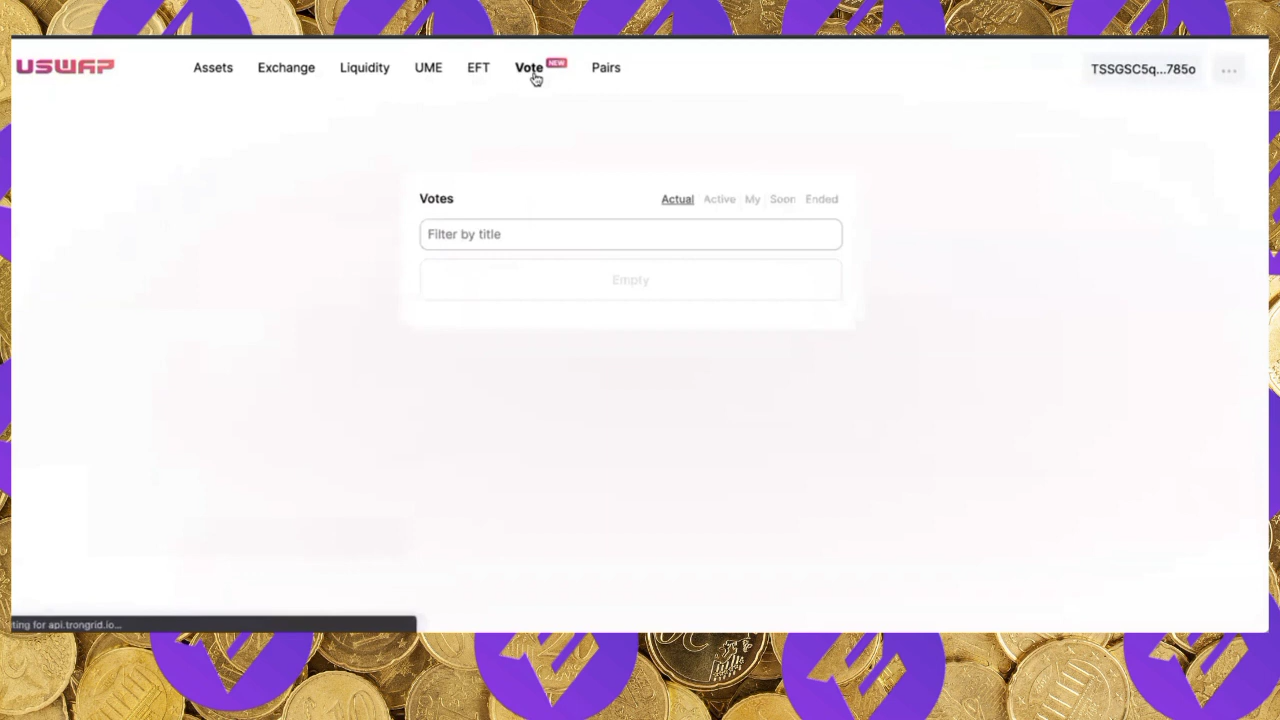 USWAP Assets Exchange Liquidity UME EFT Vote NEW Pairs TSSGSC5q...785o ...
Votes Actual Active My Soon Ended
Filter by title
Empty
ting for api.trongrid.io...